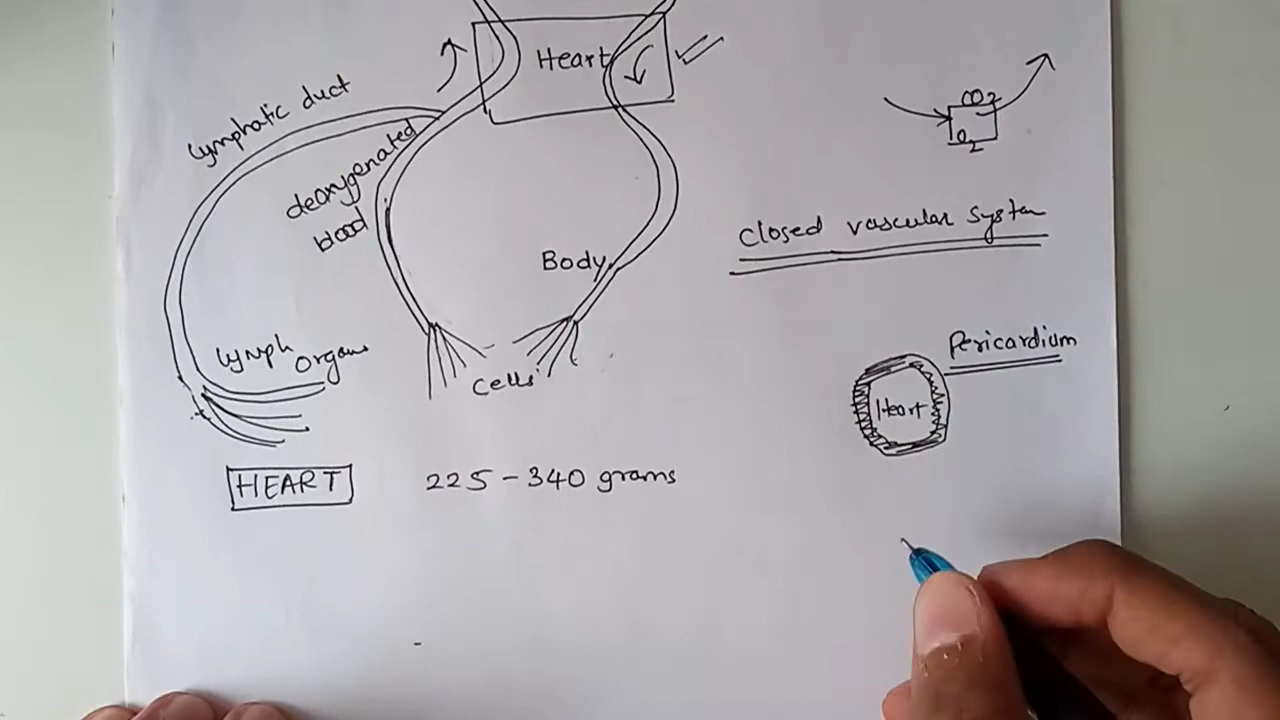 Heart
CO2
O2
Lymphatic duct
deoxygenated
blood
Closed vascular system
Body
Pericardium
Lymph Organs
Cells
Heart
HEART
225 - 340 grams